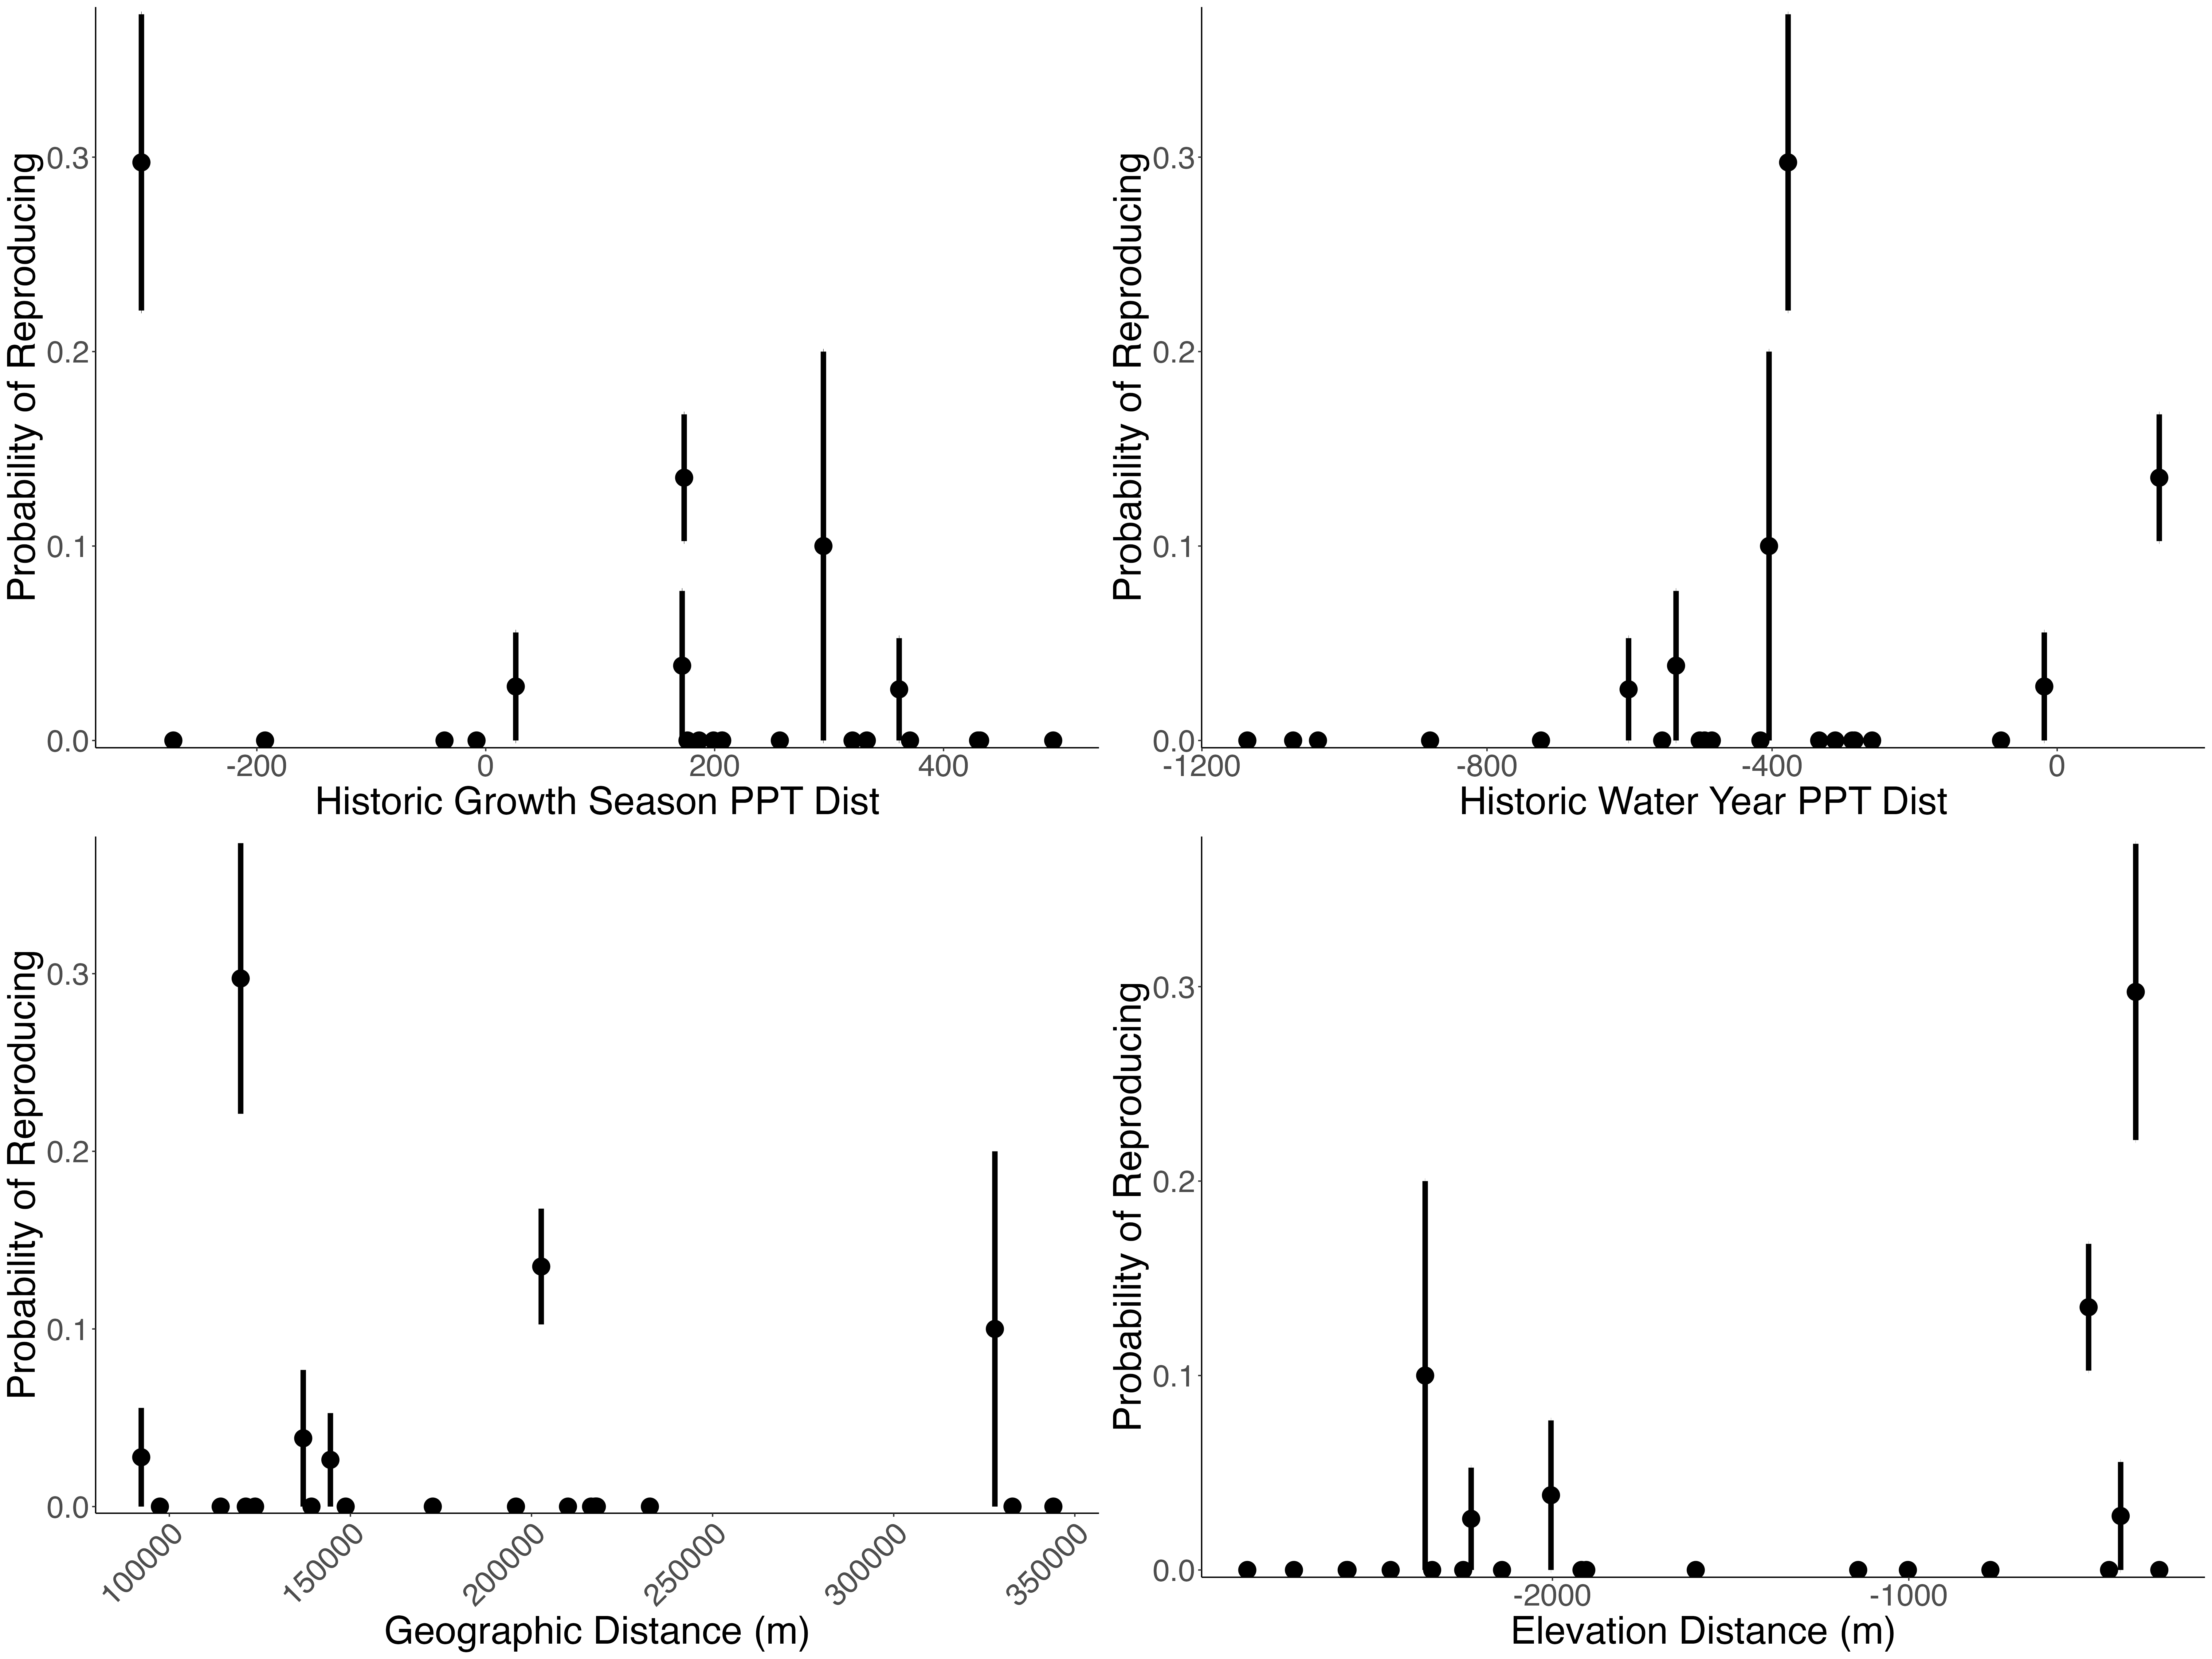 Probability of Reproducing
0.3
0.2
0.1
0.0
-200 0 200 400
Historic Growth Season PPT Dist
Probability of Reproducing
0.3
0.2
0.1
0.0
-1200 -800 -400 0
Historic Water Year PPT Dist
Probability of Reproducing
0.3
0.2
0.1
0.0
100000 150000 200000 250000 300000 350000
Geographic Distance (m)
Probability of Reproducing
0.3
0.2
0.1
0.0
-2000 -1000
Elevation Distance (m)